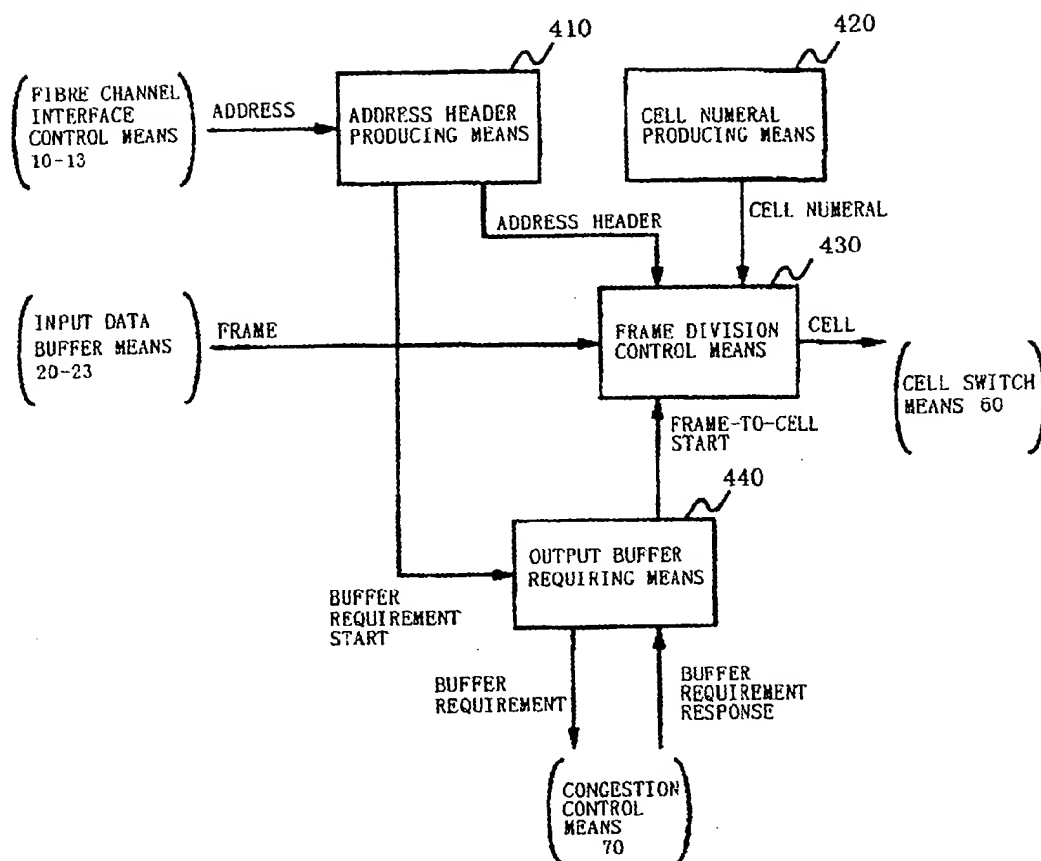 410
420
FIBRE CHANNEL
INTERFACE
CONTROL MEANS
10-13
ADDRESS
ADDRESS HEADER
PRODUCING MEANS
CELL NUMERAL
PRODUCING MEANS
ADDRESS HEADER
CELL NUMERAL
430
INPUT DATA
BUFFER MEANS
20-23
FRAME
FRAME DIVISION
CONTROL MEANS
CELL
CELL SWITCH
MEANS 60
FRAME-TO-CELL
START
440
OUTPUT BUFFER
REQUIRING MEANS
BUFFER
REQUIREMENT
START
BUFFER
REQUIREMENT
BUFFER
REQUIREMENT
RESPONSE
CONGESTION
CONTROL
MEANS
70